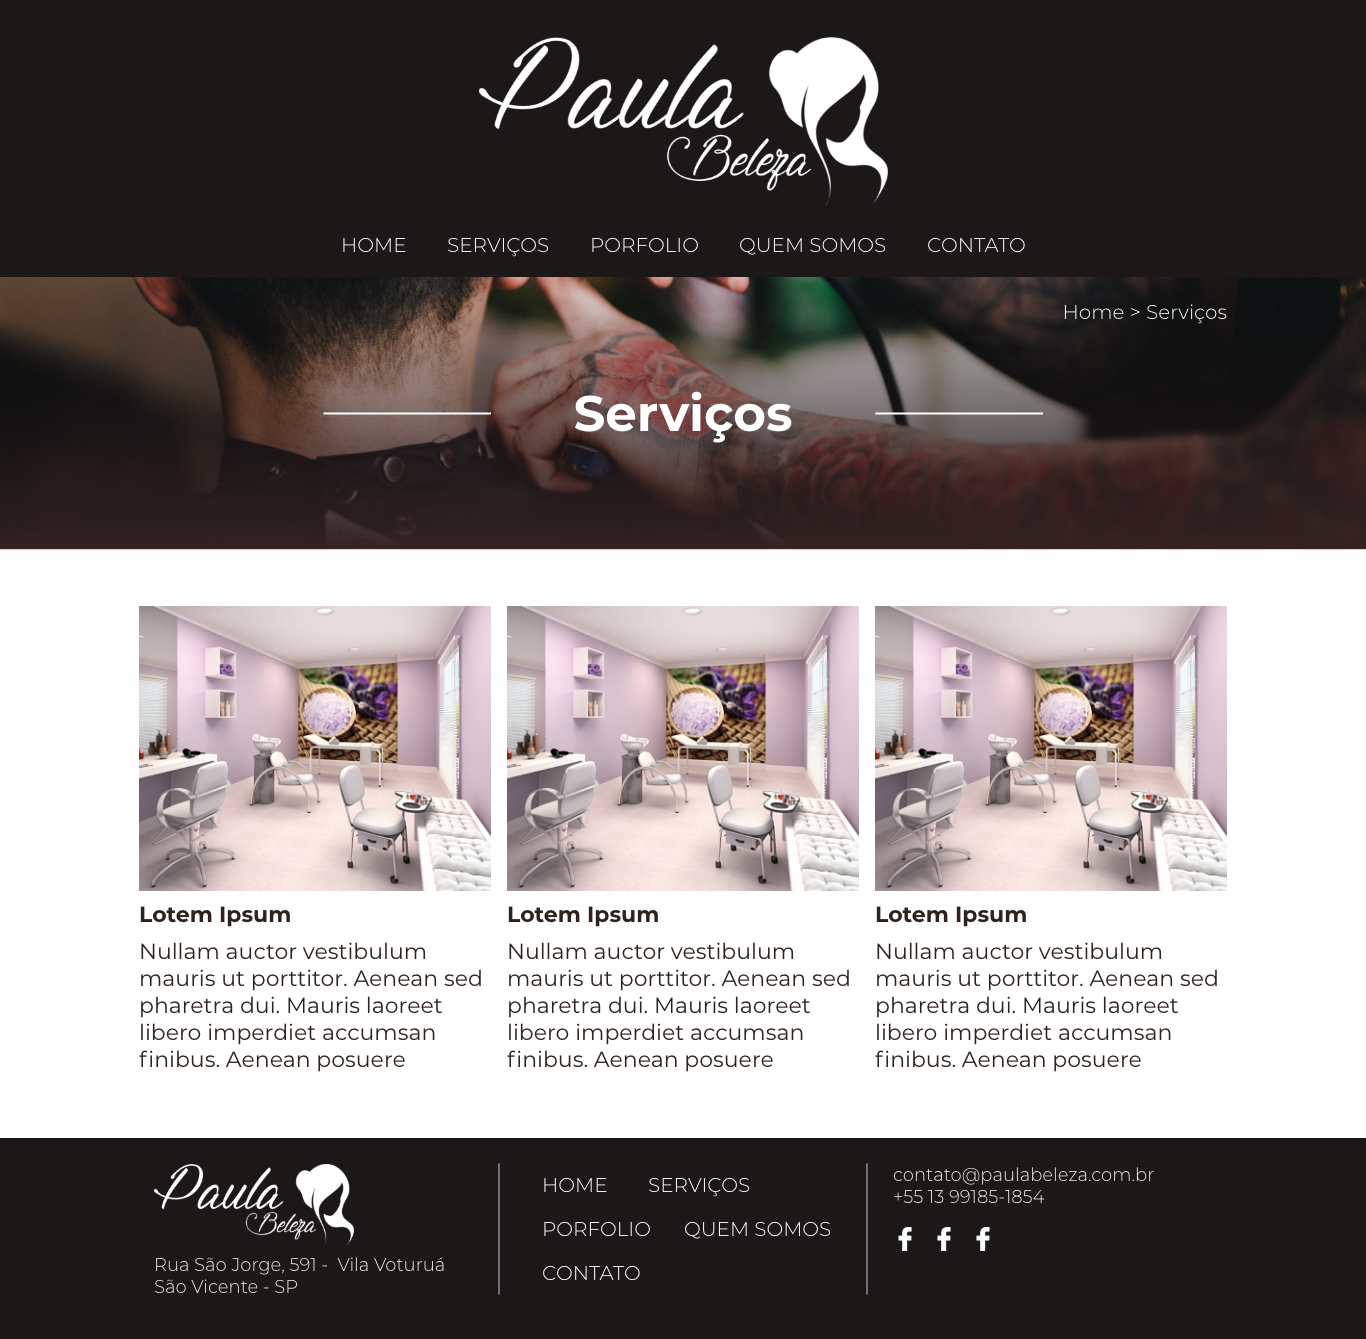 Paula
Beleza
HOME SERVIÇOS PORFOLIO QUEM SOMOS CONTATO
Home > Serviços
Serviços
Lotem Ipsum
Nullam auctor vestibulum
mauris ut porttitor. Aenean sed
pharetra dui. Mauris laoreet
libero imperdiet accumsan
finibus. Aenean posuere
Lotem Ipsum
Nullam auctor vestibulum
mauris ut porttitor. Aenean sed
pharetra dui. Mauris laoreet
libero imperdiet accumsan
finibus. Aenean posuere
Lotem Ipsum
Nullam auctor vestibulum
mauris ut porttitor. Aenean sed
pharetra dui. Mauris laoreet
libero imperdiet accumsan
finibus. Aenean posuere
Paula
Beleza
Rua São Jorge, 591 - Vila Voturuá
São Vicente - SP
HOME SERVIÇOS
PORFOLIO QUEM SOMOS
CONTATO
contato@paulabeleza.com.br
+55 13 99185-1854